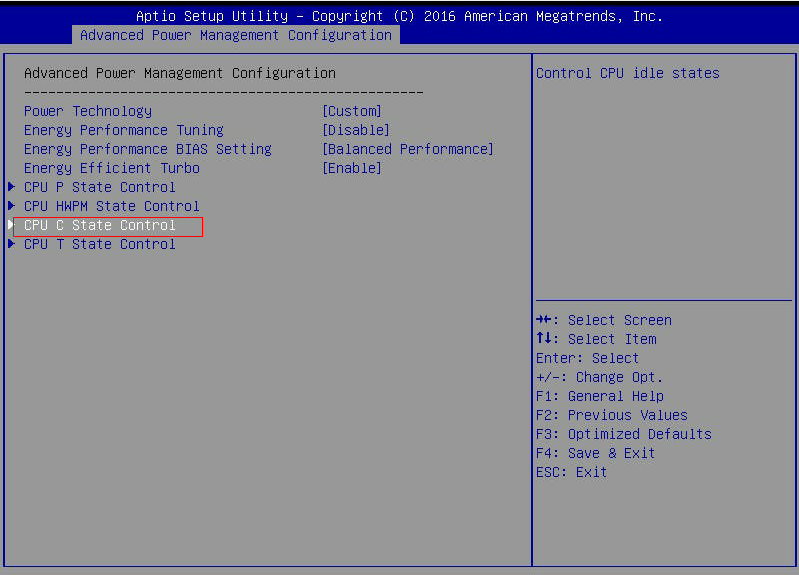 Aptio Setup Utility – Copyright (C) 2016 American Megatrends, Inc.
Advanced Power Management Configuration
Advanced Power Management Configuration
--------------------------------------------------
Power Technology [Custom]
Energy Performance Tuning [Disable]
Energy Performance BIAS Setting [Balanced Performance]
Energy Efficient Turbo [Enable]
CPU P State Control
CPU HWPM State Control
CPU C State Control
CPU T State Control
Control CPU idle states
→←: Select Screen
↑↓: Select Item
Enter: Select
+/-: Change Opt.
F1: General Help
F2: Previous Values
F3: Optimized Defaults
F4: Save & Exit
ESC: Exit